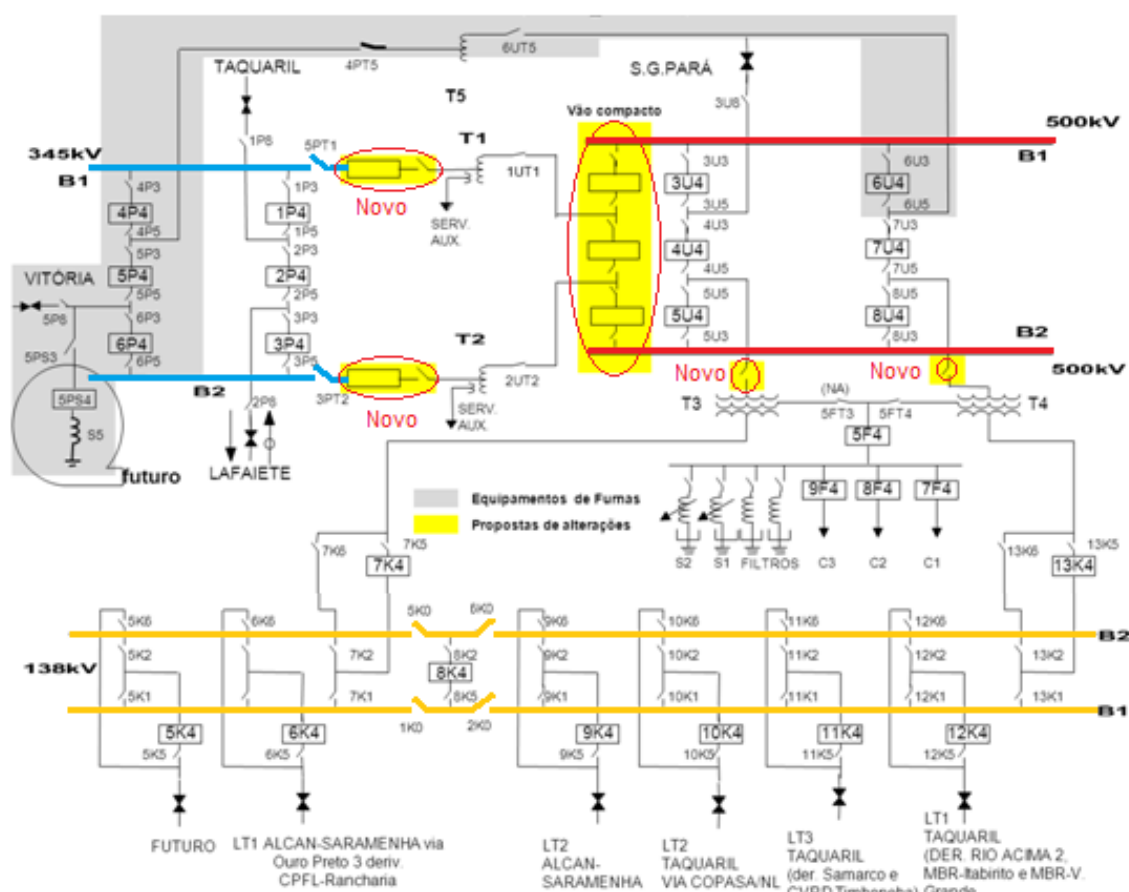 6UT5
4PT5
TAQUARIL
S.G.PARÁ
T5
3U6
Vão compacto
500kV
345kV
B1
5PT1
1P6
T1
1UT1
B1
Novo
SERV.
AUX.
4P3
4P4
4P5
5P3
5P4
5P5
6P3
6P4
6P5
1P3
1P4
1P5
2P3
2P4
2P5
3P3
3P4
3P5
3U3
3U4
3U5
4U3
4U4
4U5
5U5
5U4
5U3
6U3
6U4
6U5
7U3
7U4
7U5
8U5
8U4
8U3
VITÓRIA
5P6
5PS3
5PS4
S5
futuro
B2
3PT2
2P6
LAFAIETE
T2
2UT2
Novo
SERV.
AUX.
B2
500kV
Novo
Novo
T3
(NA)
5FT3
5FT4
T4
5F4
9F4
8F4
7F4
S2
S1
FILTROS
C3
C2
C1
Equipamentos de Furnas
Propostas de alterações
7K6
7K5
7K4
13K6
13K5
13K4
5K0
6K0
5K6
6K6
9K6
10K6
11K6
12K6
B2
138kV
5K2
6K2
7K2
8K2
9K2
10K2
11K2
12K2
13K2
8K4
5K1
6K1
7K1
8K5
9K1
10K1
11K1
12K1
13K1
B1
1K0
2K0
5K4
6K4
9K4
10K4
11K4
12K4
5K5
6K5
9K5
10K5
11K5
12K5
FUTURO
LT1 ALCAN-SARAMENHA via
Ouro Preto 3 deriv.
CPFL-Rancharia
LT2
ALCAN-
SARAMENHA
LT2
TAQUARIL
VIA COPASA/NL
LT3
TAQUARIL
(der. Samarco e
LT1
TAQUARIL
(DER. RIO ACIMA 2,
MBR-Itabirito e MBR-V.
Grande